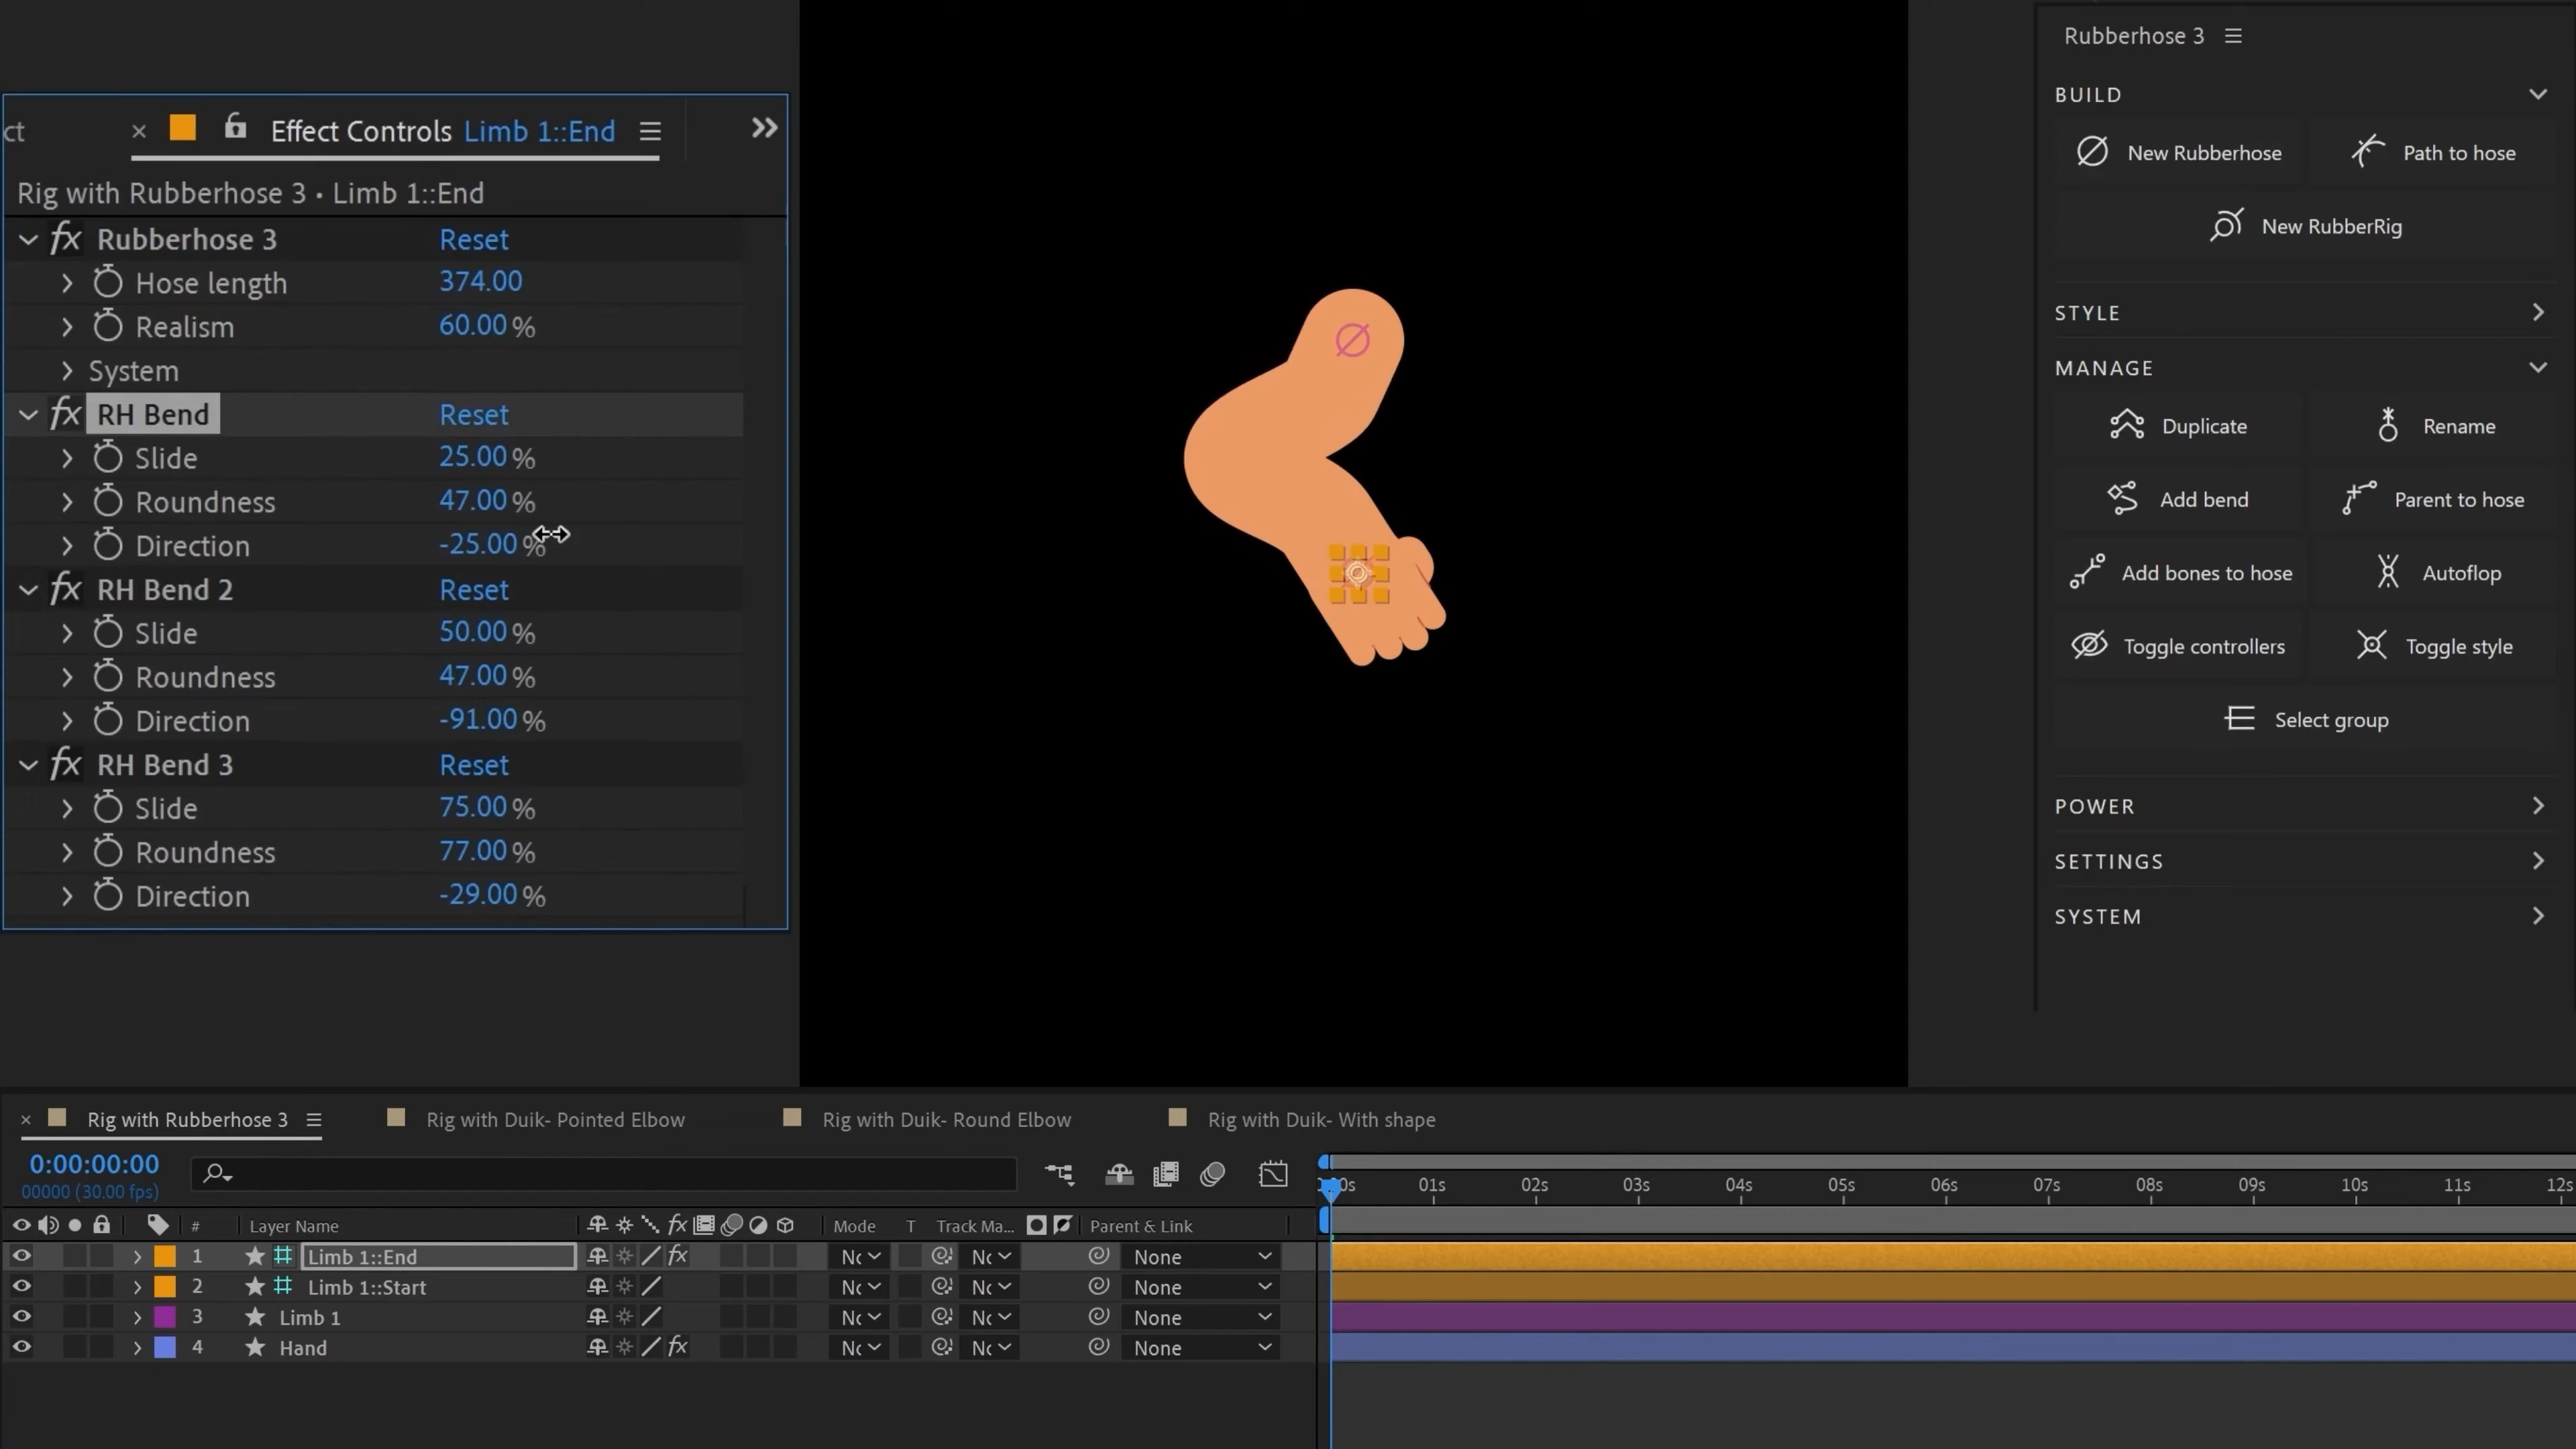 ct
Effect Controls Limb 1::End
Rig with Rubberhose 3 • Limb 1::End
fx Rubberhose 3 Reset
Hose length 374.00
Realism 60.00 %
System
fx RH Bend Reset
Slide 25.00 %
Roundness 47.00 %
Direction -25.00 %
fx RH Bend 2 Reset
Slide 50.00 %
Roundness 47.00 %
Direction -91.00 %
fx RH Bend 3 Reset
Slide 75.00 %
Roundness 77.00 %
Direction -29.00 %
Rubberhose 3
BUILD
New Rubberhose Path to hose
New RubberRig
STYLE
MANAGE
Duplicate Rename
Add bend Parent to hose
Add bones to hose Autoflop
Toggle controllers Toggle style
Select group
POWER
SETTINGS
SYSTEM
Rig with Rubberhose 3 Rig with Duik- Pointed Elbow Rig with Duik- Round Elbow Rig with Duik- With shape
0:00:00:00
00000 (30.00 fps)
0s 01s 02s 03s 04s 05s 06s 07s 08s 09s 10s 11s 12s
# Layer Name fx Mode T Track Ma... Parent & Link
1 Limb 1::End fx Nc Nc None
2 Limb 1::Start Nc Nc None
3 Limb 1 Nc Nc None
4 Hand fx Nc Nc None